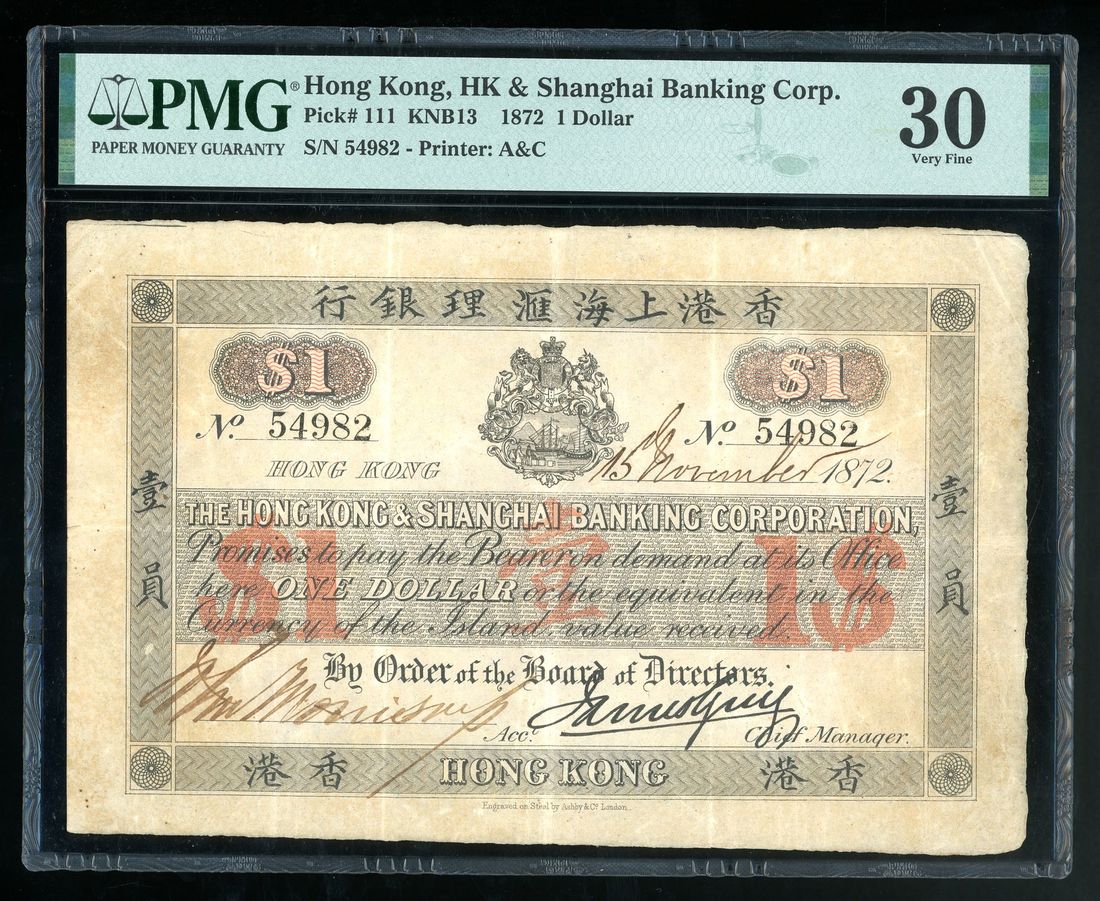 PMG® Hong Kong, HK & Shanghai Banking Corp.
Pick# 111 KNB13 1872 1 Dollar
PAPER MONEY GUARANTY S/N 54982 - Printer: A&C
30
Very Fine
行銀理滙海上港香
$1 $1
No. 54982 No. 54982
HONG KONG 15 November 1872.
壹員
壹員
THE HONG KONG & SHANGHAI BANKING CORPORATION,
Promises to pay the Bearer on demand at its Office
here ONE DOLLAR or the equivalent in the
Currency of the Island, value received.
$1 壹 1$
By Order of the Board of Directors.
Acct. Chief Manager.
港香 HONG KONG 港香
Engraved on Steel by Ashby & Co. London.